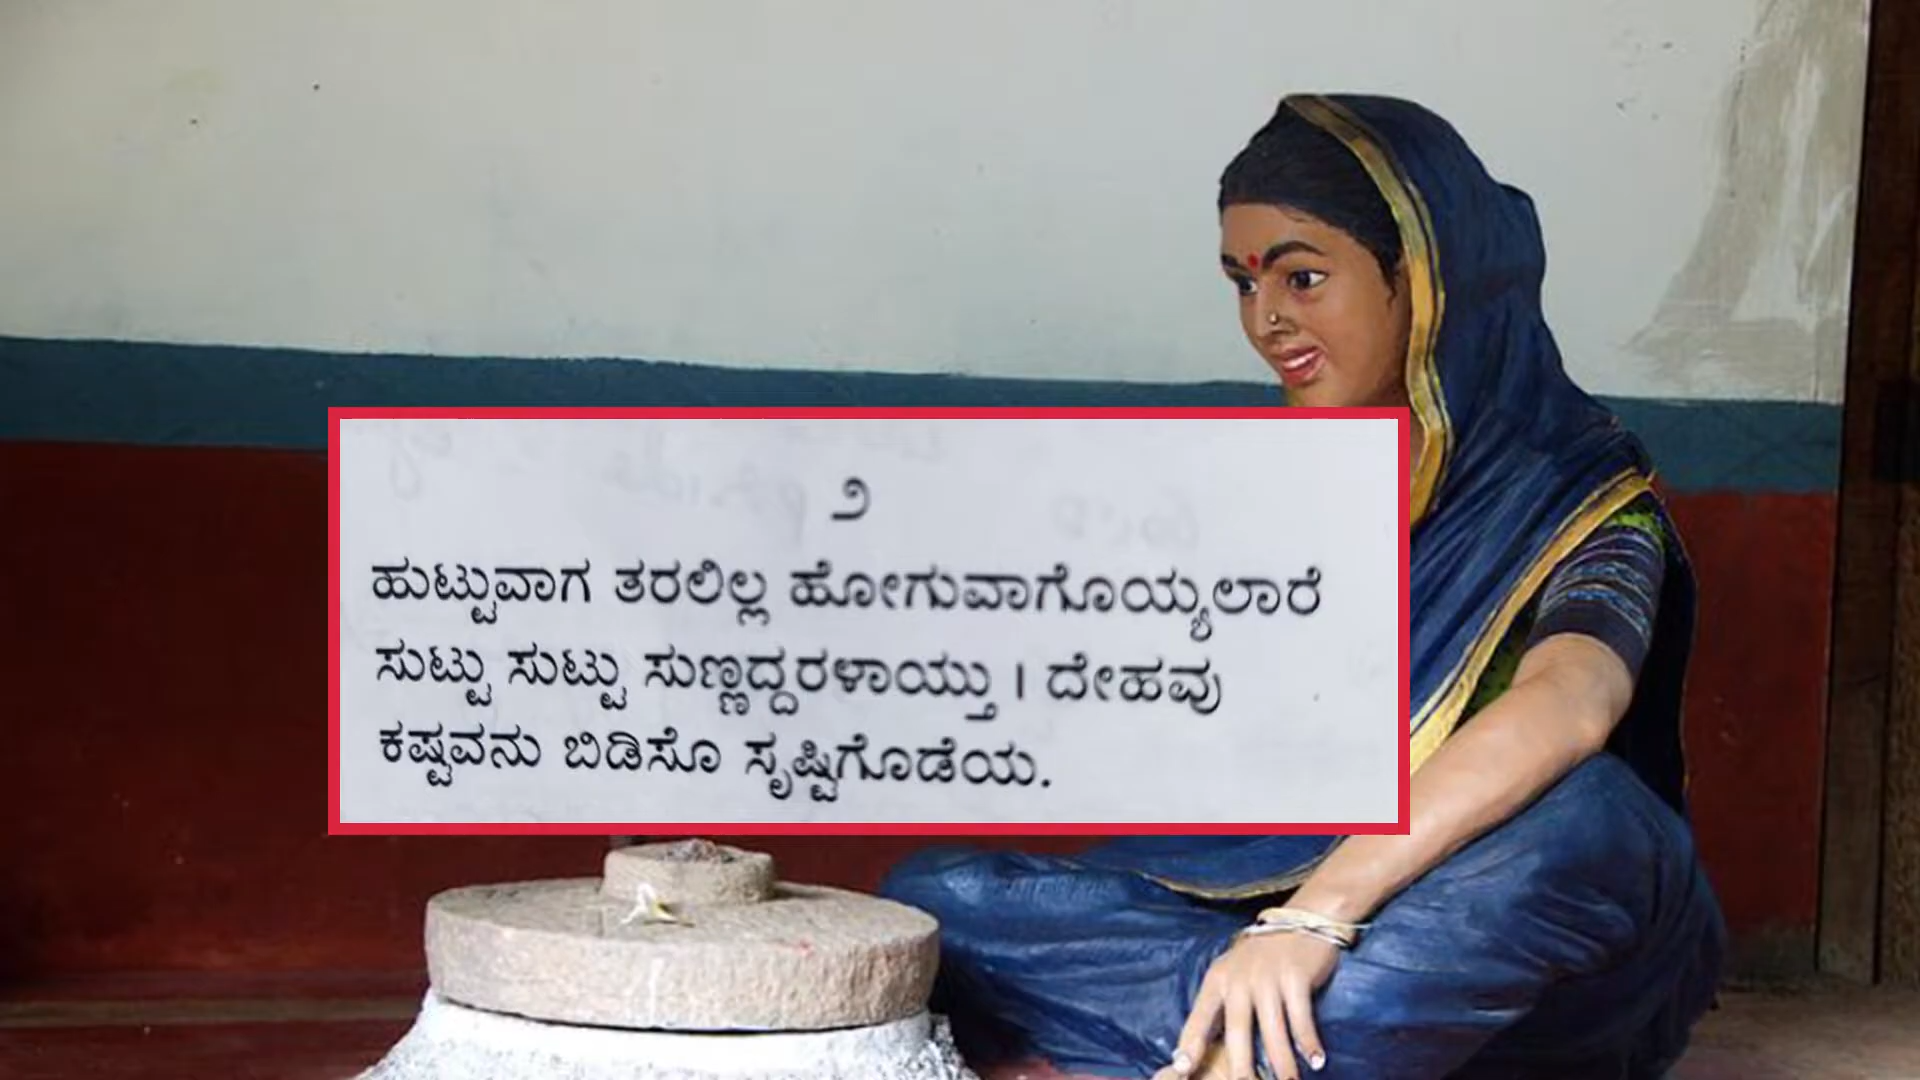 ೨
ಹುಟ್ಟುವಾಗ ತರಲಿಲ್ಲ ಹೋಗುವಾಗೊಯ್ಯಲಾರೆ
ಸುಟ್ಟು ಸುಟ್ಟು ಸುಣ್ಣದ್ದರಳಾಯ್ತು । ದೇಹವು
ಕಷ್ಟವನು ಬಿಡಿಸೊ ಸೃಷ್ಟಿಗೊಡೆಯ.